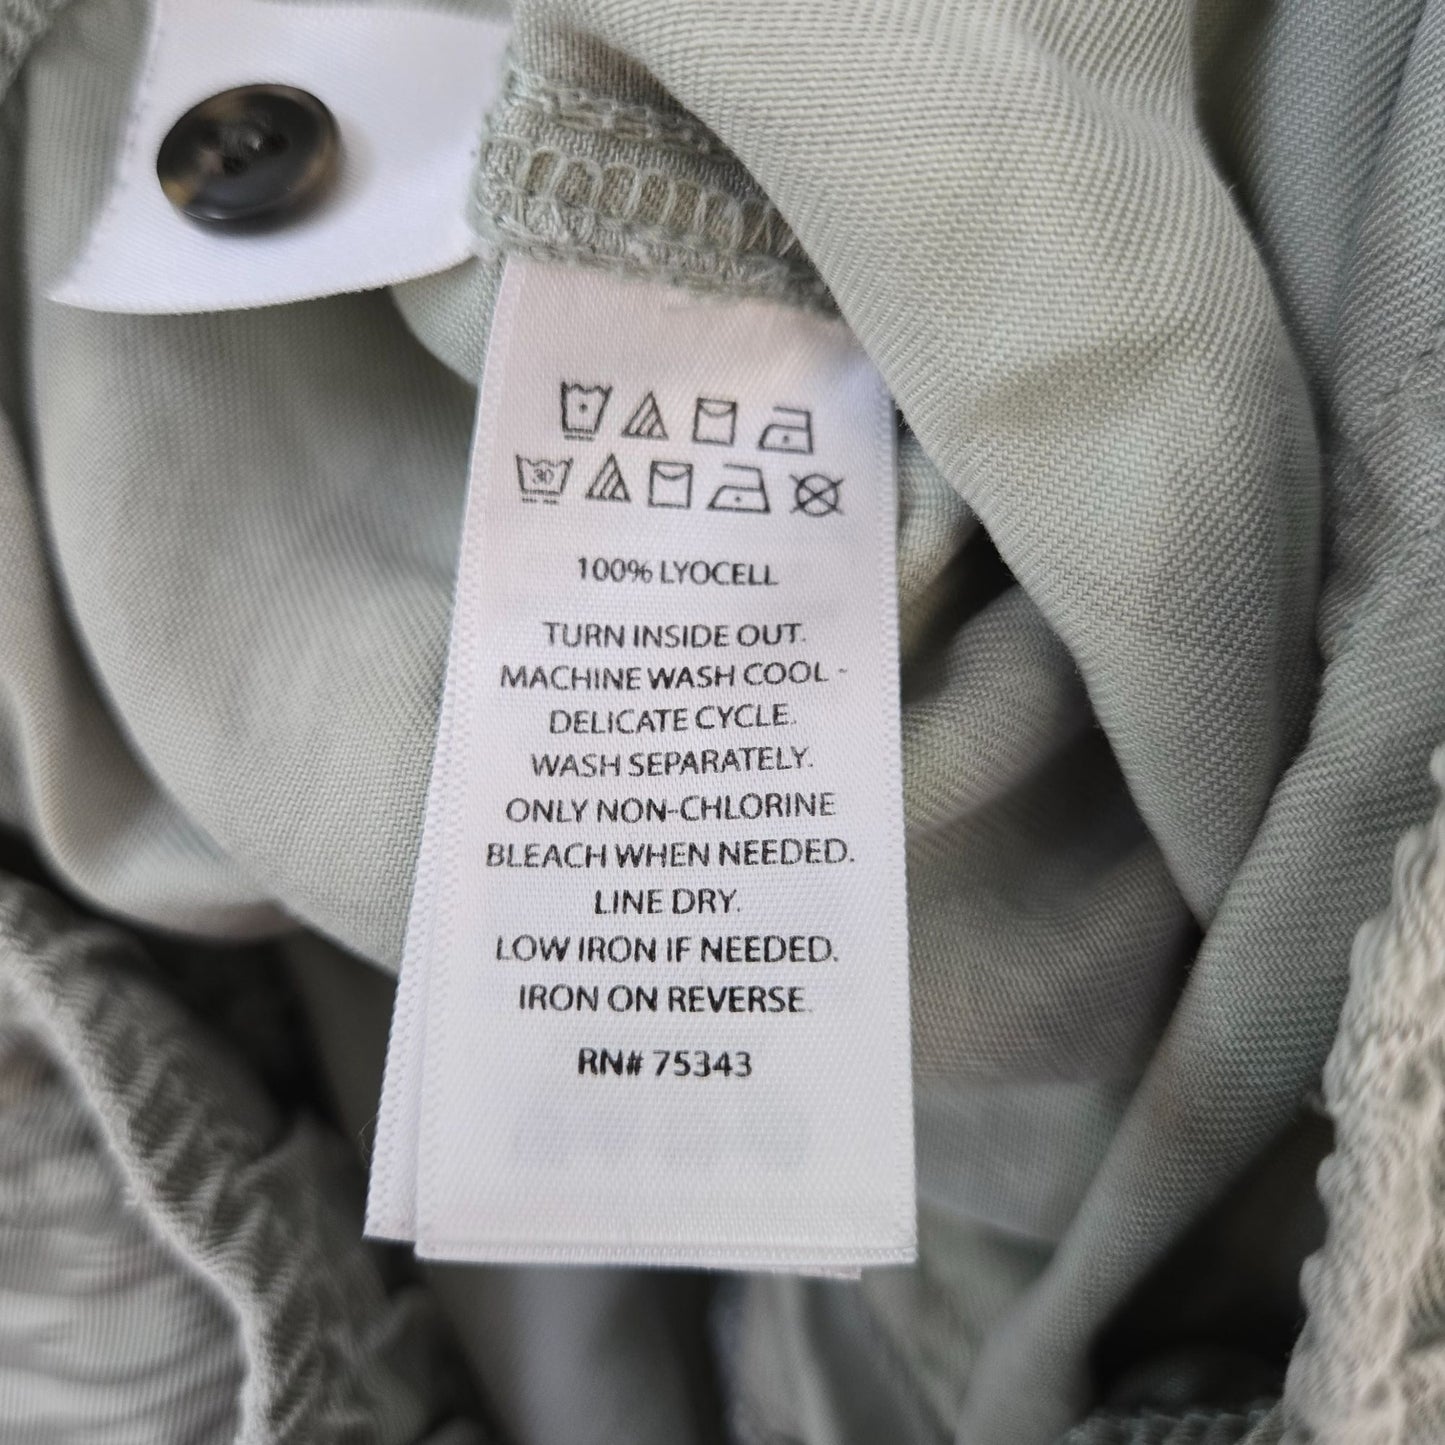 30
100% LYOCELL
TURN INSIDE OUT.
MACHINE WASH COOL -
DELICATE CYCLE.
WASH SEPARATELY.
ONLY NON-CHLORINE
BLEACH WHEN NEEDED.
LINE DRY.
LOW IRON IF NEEDED.
IRON ON REVERSE.
RN# 75343